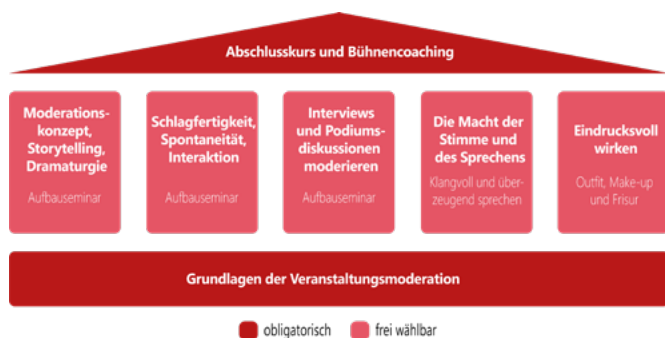 Abschlusskurs und Bühnencoaching
Moderations-
konzept,
Storytelling,
Dramaturgie
Aufbauseminar
Schlagfertigkeit,
Spontaneität,
Interaktion
Aufbauseminar
Interviews
und Podiums-
diskussionen
moderieren
Aufbauseminar
Die Macht der
Stimme und
des Sprechens
Klangvoll und über-
zeugend sprechen
Eindrucksvoll
wirken
Outfit, Make-up
und Frisur
Grundlagen der Veranstaltungsmoderation
obligatorisch
frei wählbar